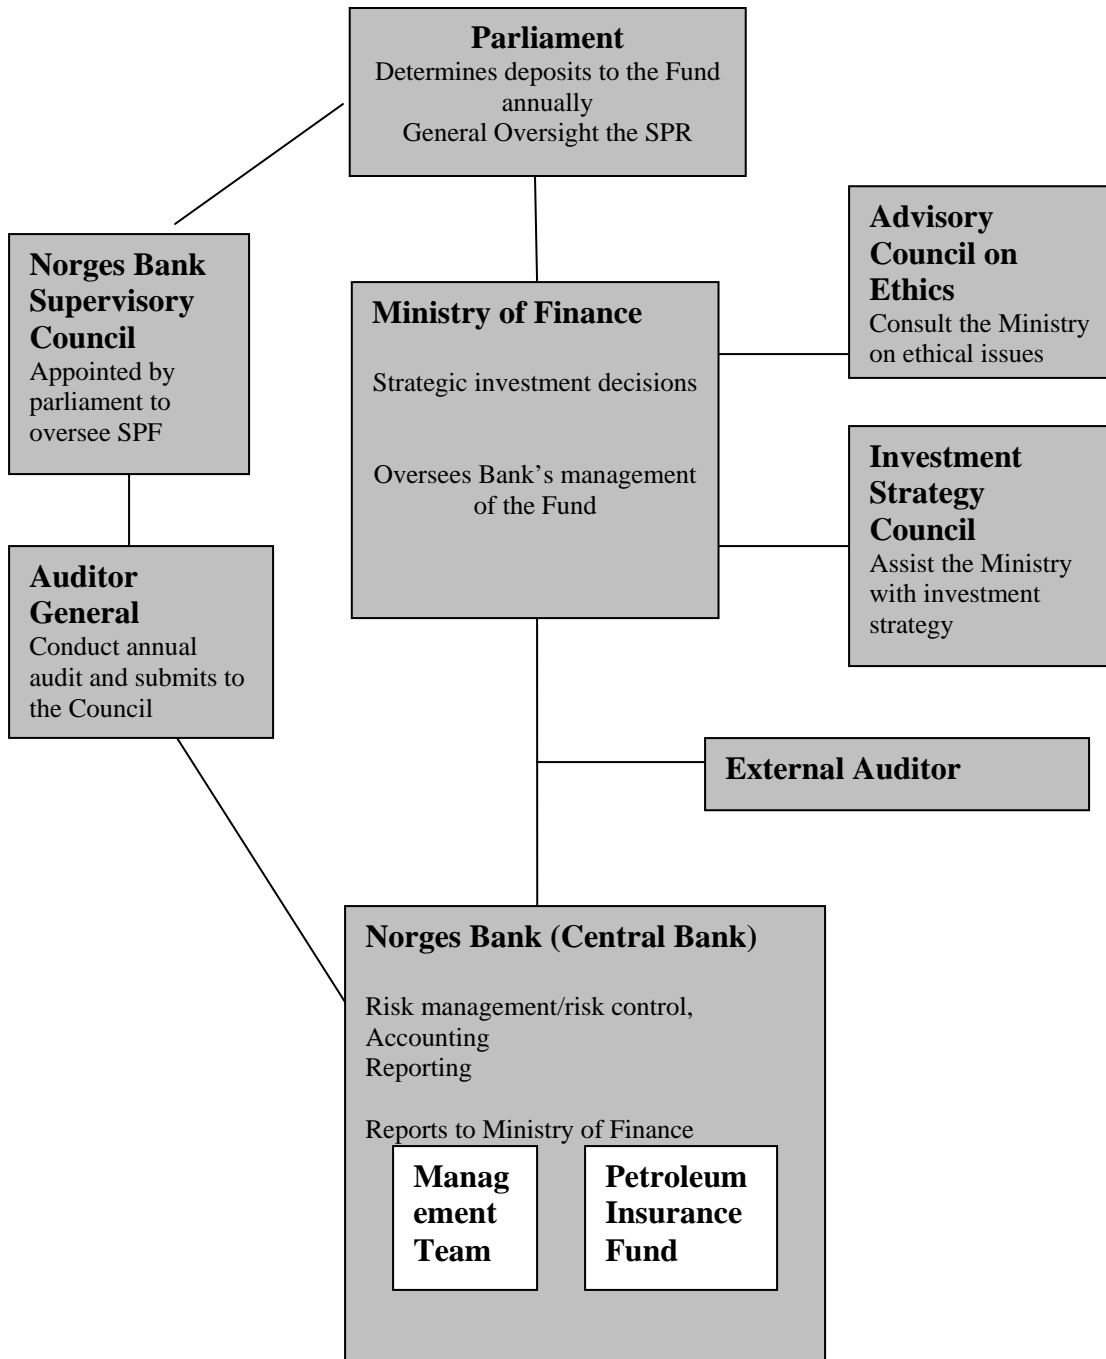 Parliament
Determines deposits to the Fund
annually
General Oversight the SPR
Advisory
Council on
Ethics
Consult the Ministry
on ethical issues
Norges Bank
Supervisory
Council
Appointed by
parliament to
oversee SPF
Ministry of Finance
Strategic investment decisions
Oversees Bank’s management
of the Fund
Investment
Strategy
Council
Assist the Ministry
with investment
strategy
Auditor
General
Conduct annual
audit and submits to
the Council
External Auditor
Norges Bank (Central Bank)
Risk management/risk control,
Accounting
Reporting
Reports to Ministry of Finance
Manag
ement
Team
Petroleum
Insurance
Fund